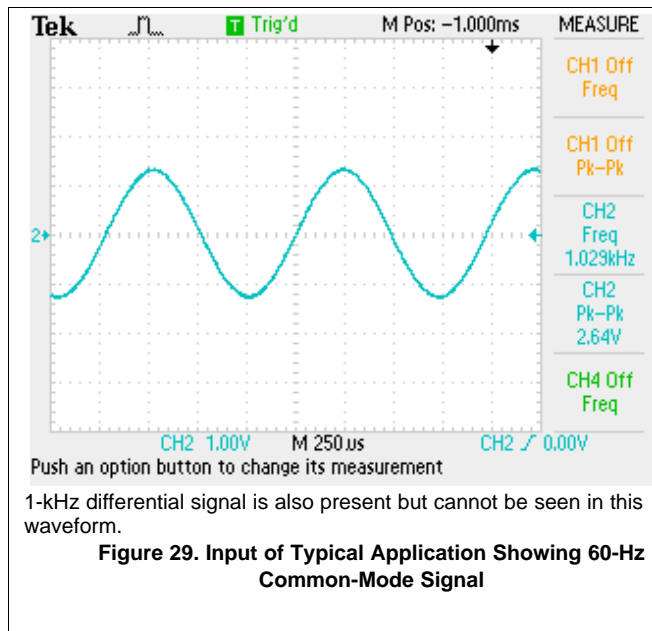 Tek T Trig'd M Pos: -1.000ms MEASURE
CH1 Off
Freq
CH1 Off
Pk-Pk
CH2
Freq
1.029kHz
CH2
Pk-Pk
2.64V
CH4 Off
Freq
2
CH2 1.00V M 250µs CH2 0.00V
Push an option button to change its measurement
1-kHz differential signal is also present but cannot be seen in this
waveform.
Figure 29. Input of Typical Application Showing 60-Hz
Common-Mode Signal